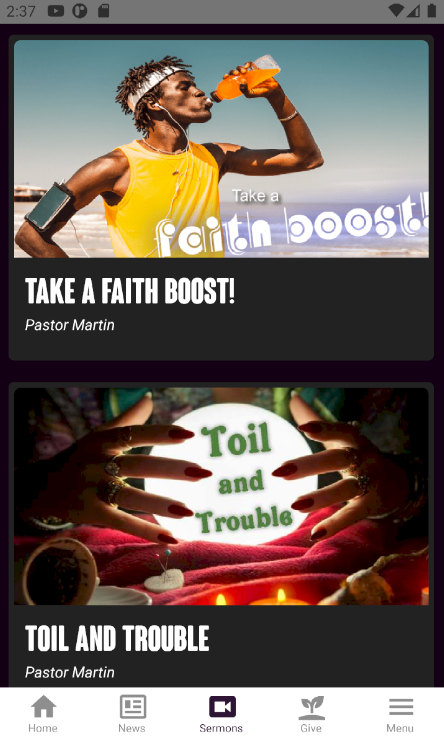 2:37
Take a
faith boost!
TAKE A FAITH BOOST!
Pastor Martin
Toil
and
Trouble
TOIL AND TROUBLE
Pastor Martin
Home
News
Sermons
Give
Menu